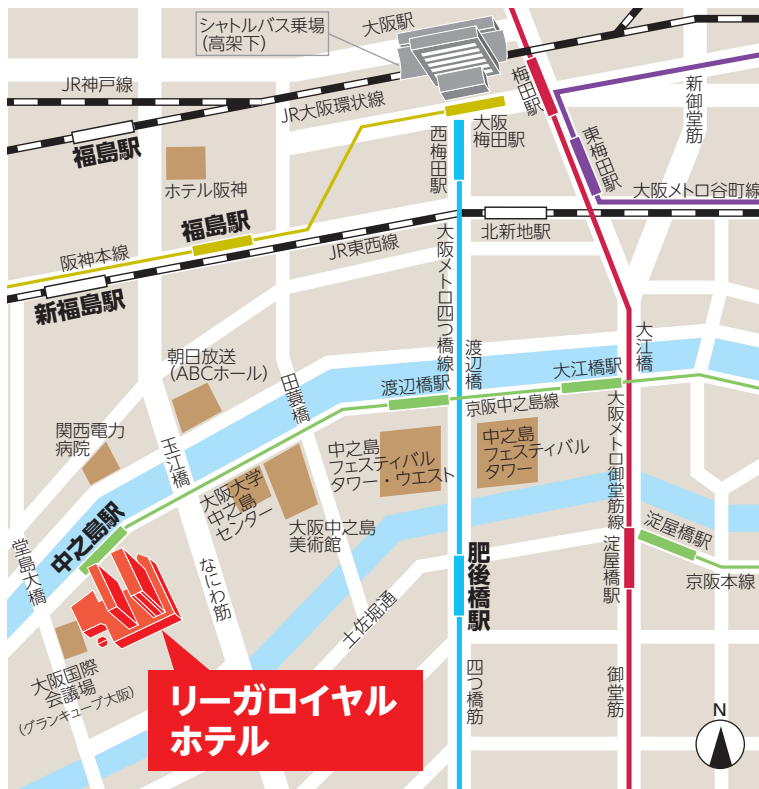 シャトルバス乗場
(高架下)
大阪駅
JR神戸線
JR大阪環状線
梅田駅
新御堂筋
福島駅
大阪
梅田駅
西梅田駅
東梅田駅
ホテル阪神
大阪メトロ谷町線
福島駅
北新地駅
阪神本線
JR東西線
新福島駅
大阪メトロ四つ橋線
渡辺橋
大江橋
朝日放送
(ABCホール)
田蓑橋
渡辺橋駅
大江橋駅
京阪中之島線
大阪メトロ御堂筋線
関西電力
病院
玉江橋
中之島
フェスティバル
タワー・ウエスト
中之島
フェスティバル
タワー
大阪大学
中之島
センター
大阪中之島
美術館
中之島駅
堂島大橋
なにわ筋
土佐堀通
肥後橋駅
淀屋橋駅
淀屋橋駅
京阪本線
大阪国際
会議場
(グランキューブ大阪)
四つ橋筋
御堂筋
リーガロイヤル
ホテル
N